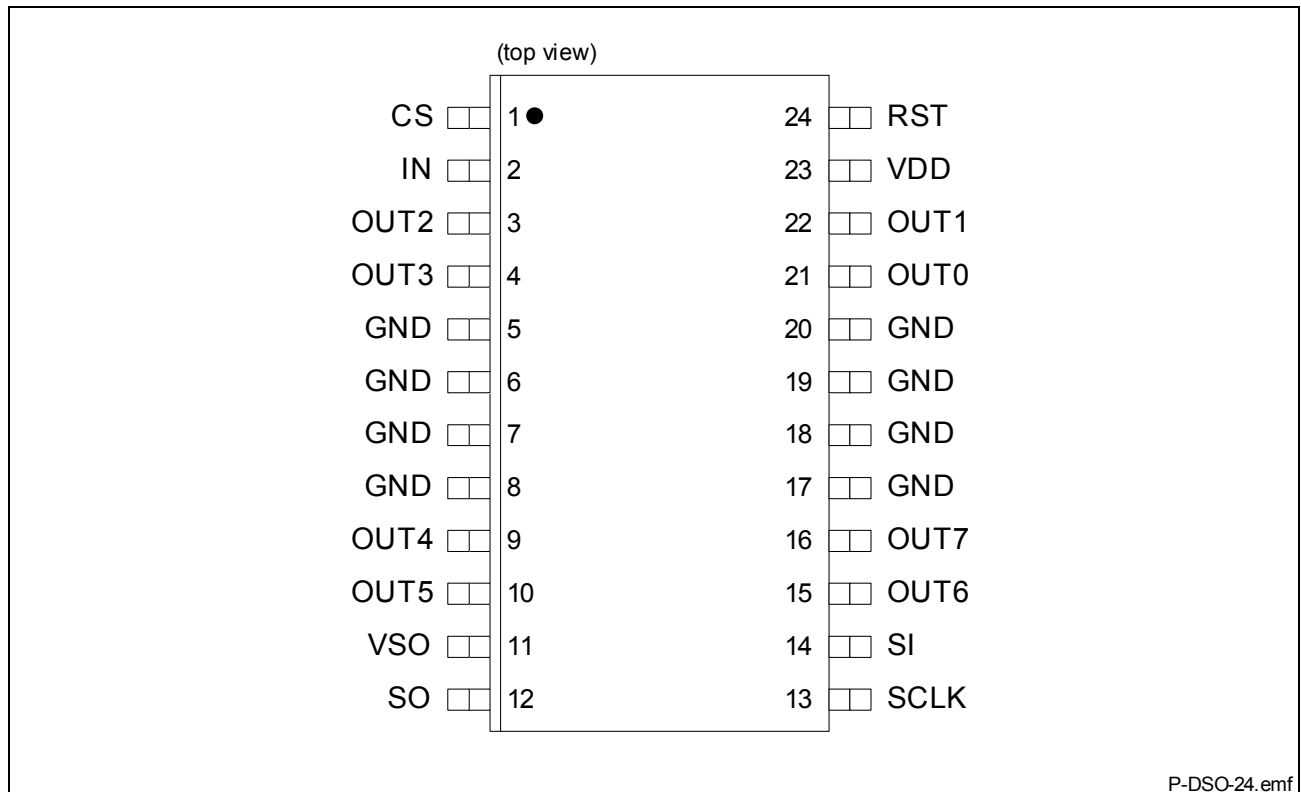 (top view)
CS 1 24 RST
IN 2 23 VDD
OUT2 3 22 OUT1
OUT3 4 21 OUT0
GND 5 20 GND
GND 6 19 GND
GND 7 18 GND
GND 8 17 GND
OUT4 9 16 OUT7
OUT5 10 15 OUT6
VSO 11 14 SI
SO 12 13 SCLK
P-DSO-24.emf